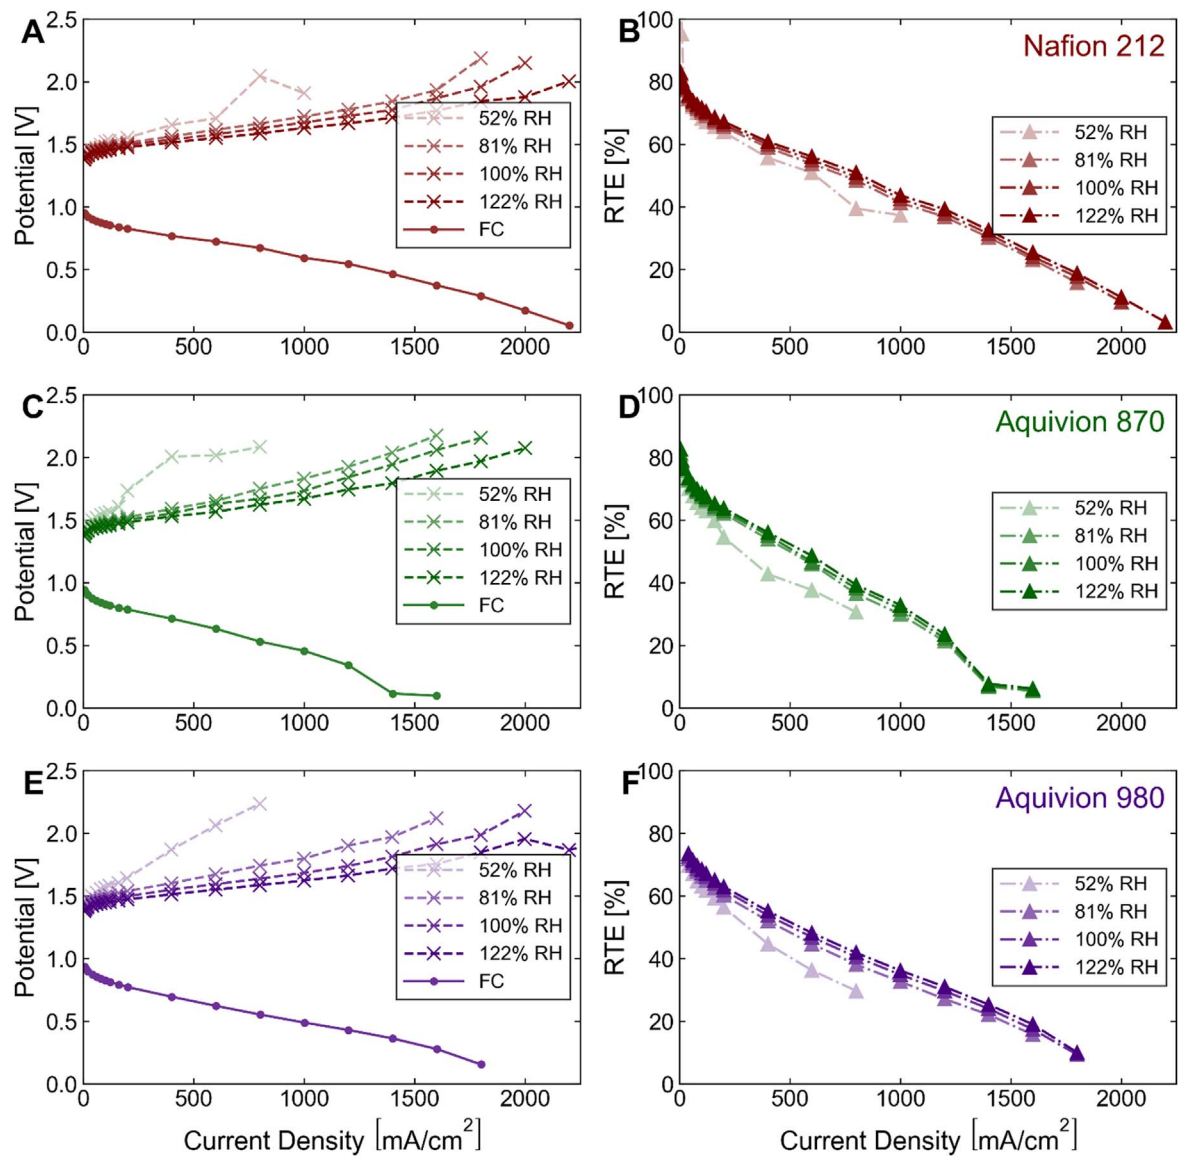 A
Potential [V]
2.5
2.0
1.5
1.0
0.5
0.0
0
500
1000
1500
2000
52% RH
81% RH
100% RH
122% RH
FC
B
Nafion 212
RTE [%]
100
80
60
40
20
0
0
500
1000
1500
2000
52% RH
81% RH
100% RH
122% RH
C
Potential [V]
2.5
2.0
1.5
1.0
0.5
0.0
0
500
1000
1500
2000
52% RH
81% RH
100% RH
122% RH
FC
D
Aquivion 870
RTE [%]
100
80
60
40
20
0
0
500
1000
1500
2000
52% RH
81% RH
100% RH
122% RH
E
Potential [V]
2.5
2.0
1.5
1.0
0.5
0.0
0
500
1000
1500
2000
52% RH
81% RH
100% RH
122% RH
FC
Current Density [mA/cm²]
F
Aquivion 980
RTE [%]
100
80
60
40
20
0
0
500
1000
1500
2000
52% RH
81% RH
100% RH
122% RH
Current Density [mA/cm²]